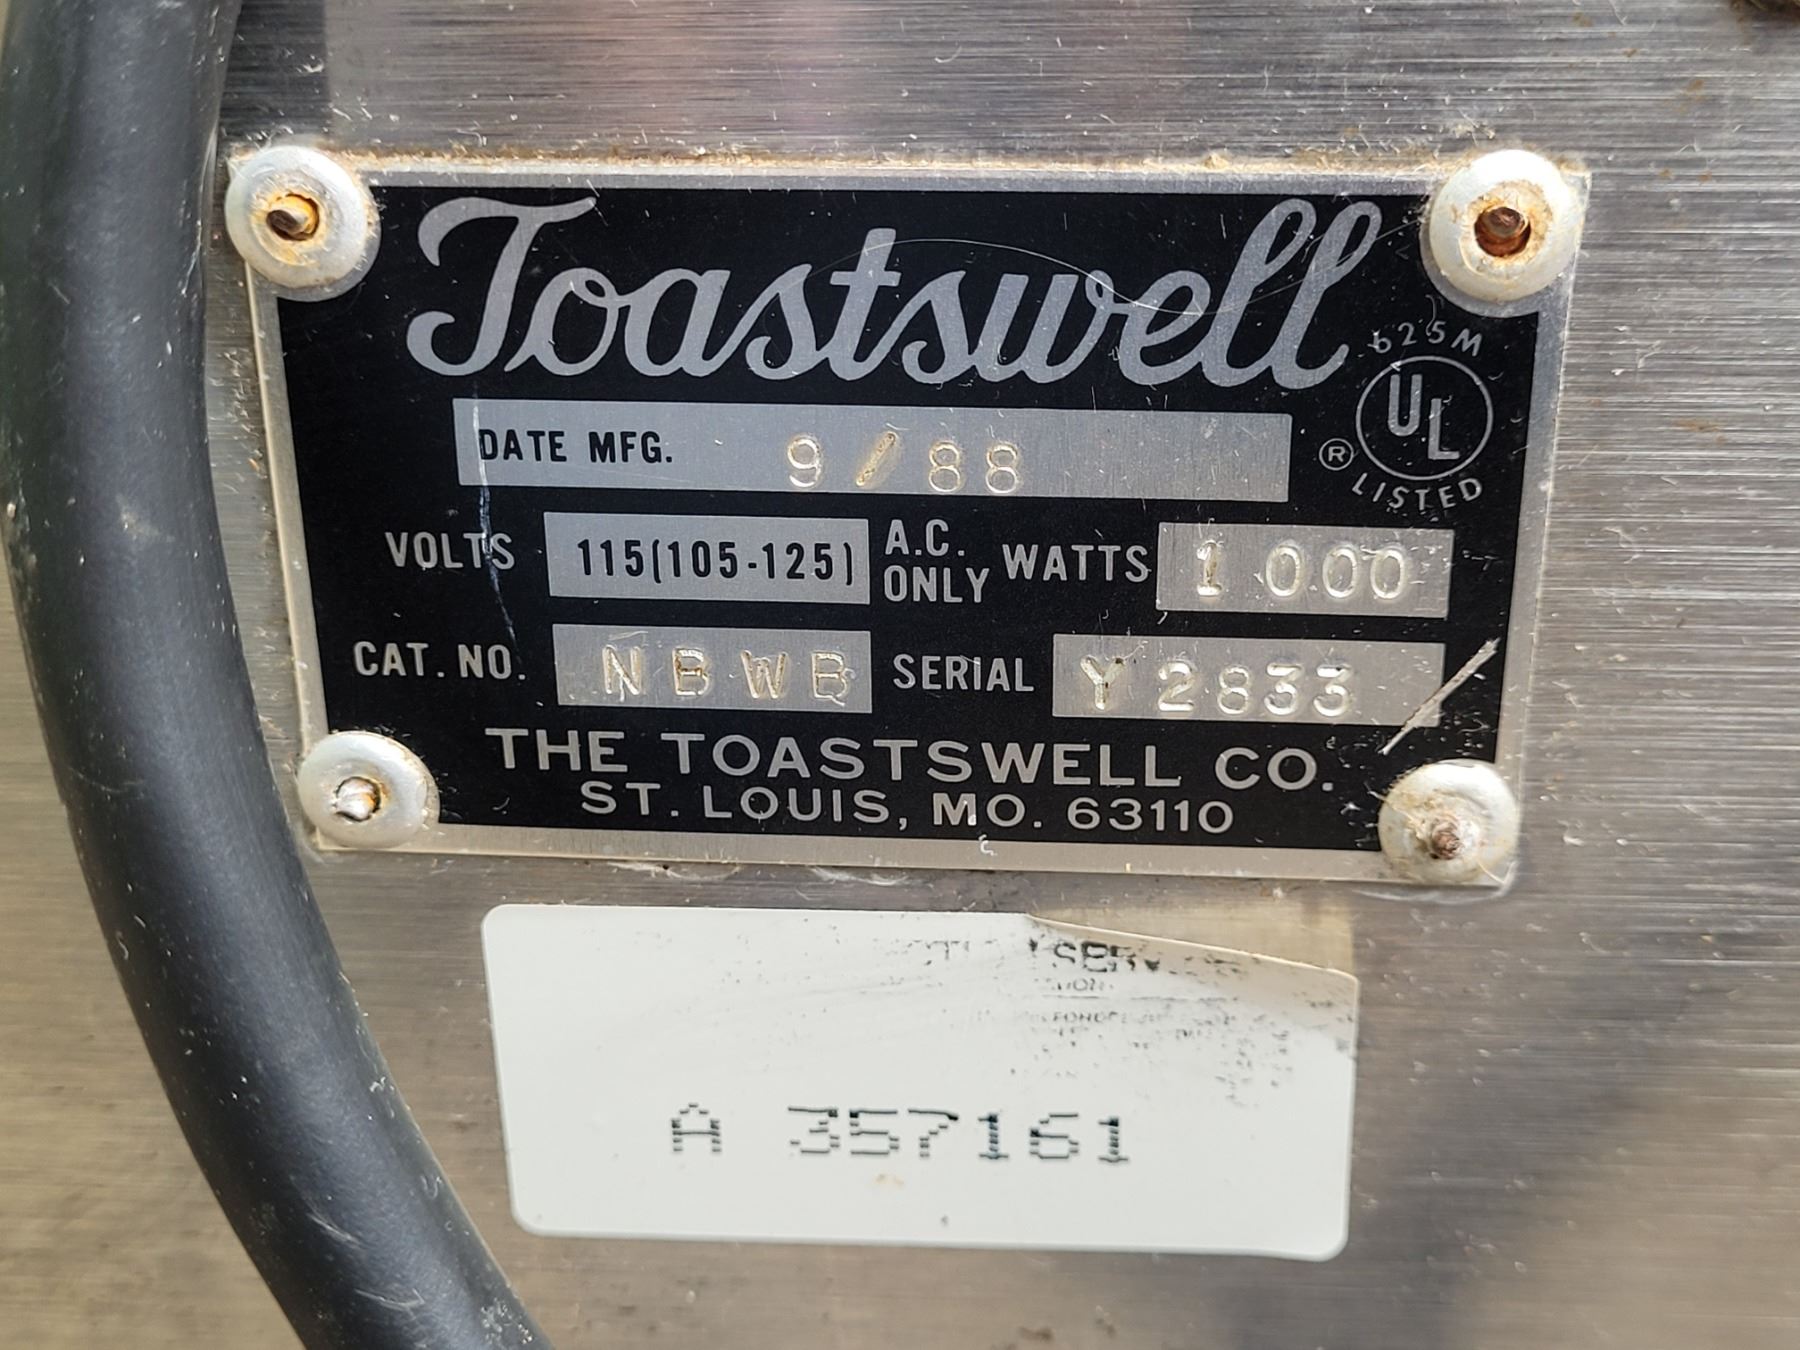 Toastswell
625M
UL
®
LISTED
DATE MFG. 9/88
VOLTS 115(105-125) A.C. ONLY WATTS 1000
CAT. NO. NBWB SERIAL Y2833
THE TOASTSWELL CO.
ST. LOUIS, MO. 63110
A 357161